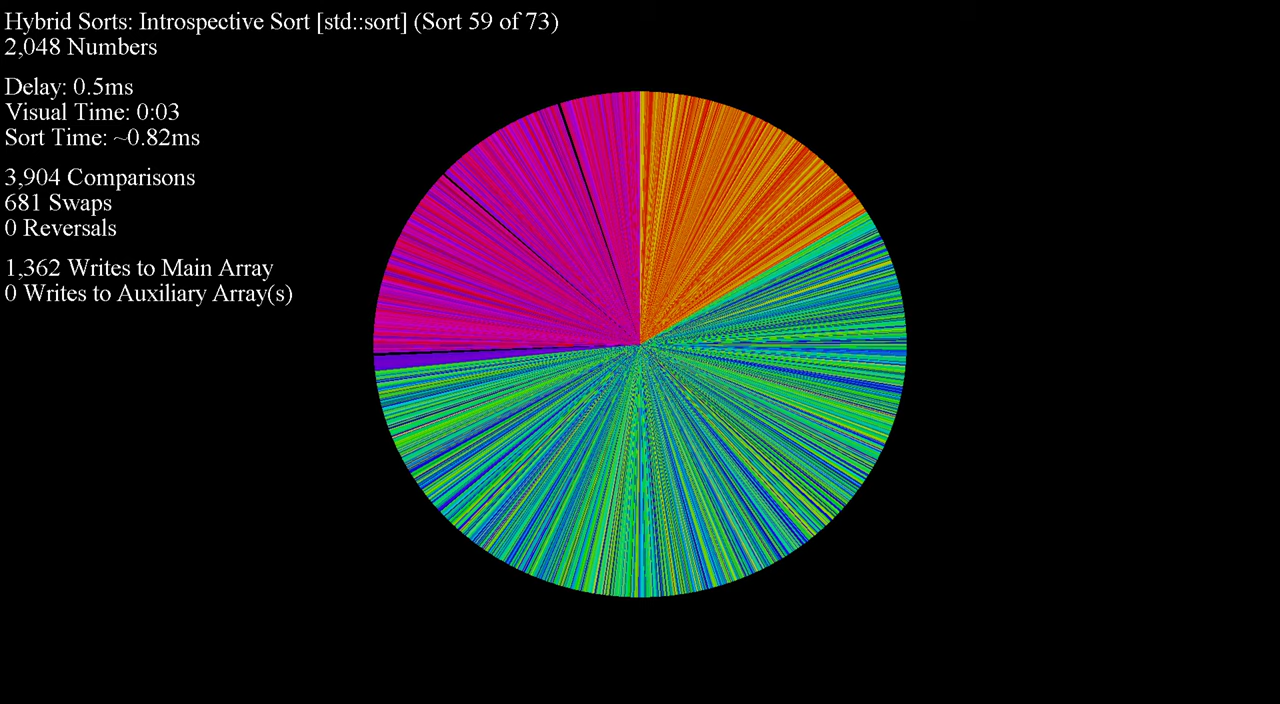 Hybrid Sorts: Introspective Sort [std::sort] (Sort 59 of 73)
2,048 Numbers
Delay: 0.5ms
Visual Time: 0:03
Sort Time: ~0.82ms
3,904 Comparisons
681 Swaps
0 Reversals
1,362 Writes to Main Array
0 Writes to Auxiliary Array(s)